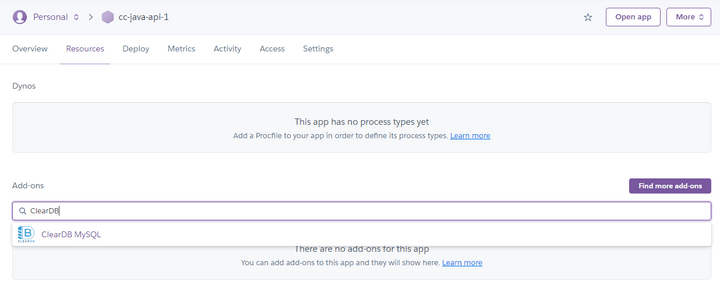 Personal cc-java-api-1 Open app More
Overview Resources Deploy Metrics Activity Access Settings
Dynos
This app has no process types yet
Add a Procfile to your app in order to define its process types. Learn more
Add-ons Find more add-ons
ClearDB
ClearDB MySQL
There are no add-ons for this app
You can add add-ons to this app and they will show here. Learn more